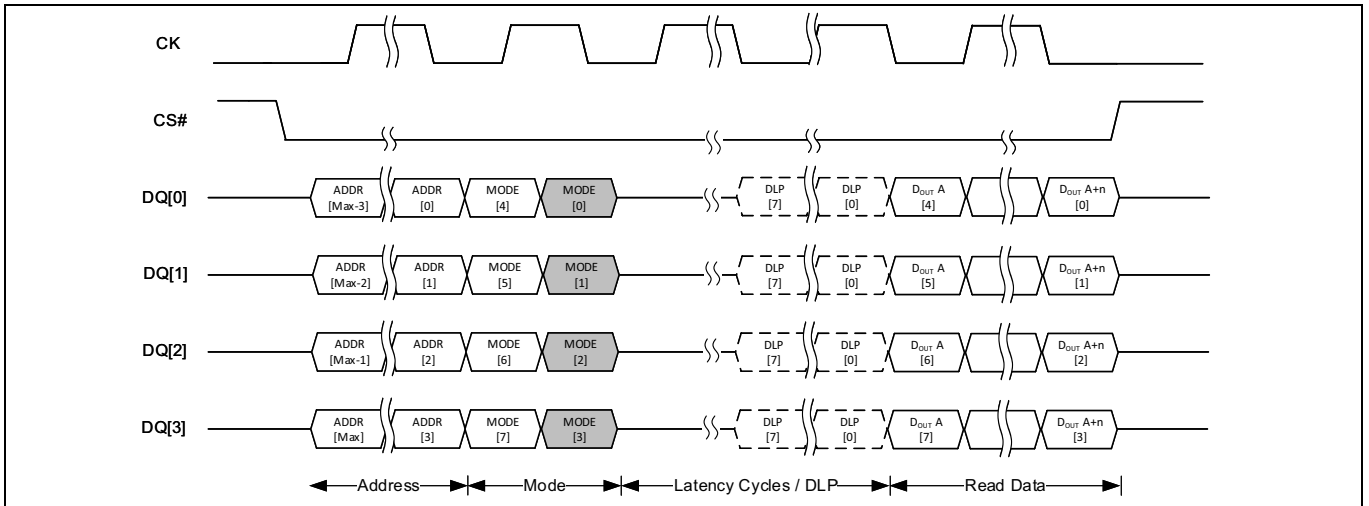 CK
CS#
DQ[0] ADDR [Max-3] ADDR [0] MODE [4] MODE [0] DLP [7] DLP [0] DOUT A [4] DOUT A+n [0]
DQ[1] ADDR [Max-2] ADDR [1] MODE [5] MODE [1] DLP [7] DLP [0] DOUT A [5] DOUT A+n [1]
DQ[2] ADDR [Max-1] ADDR [2] MODE [6] MODE [2] DLP [7] DLP [0] DOUT A [6] DOUT A+n [2]
DQ[3] ADDR [Max] ADDR [3] MODE [7] MODE [3] DLP [7] DLP [0] DOUT A [7] DOUT A+n [3]
Address Mode Latency Cycles / DLP Read Data